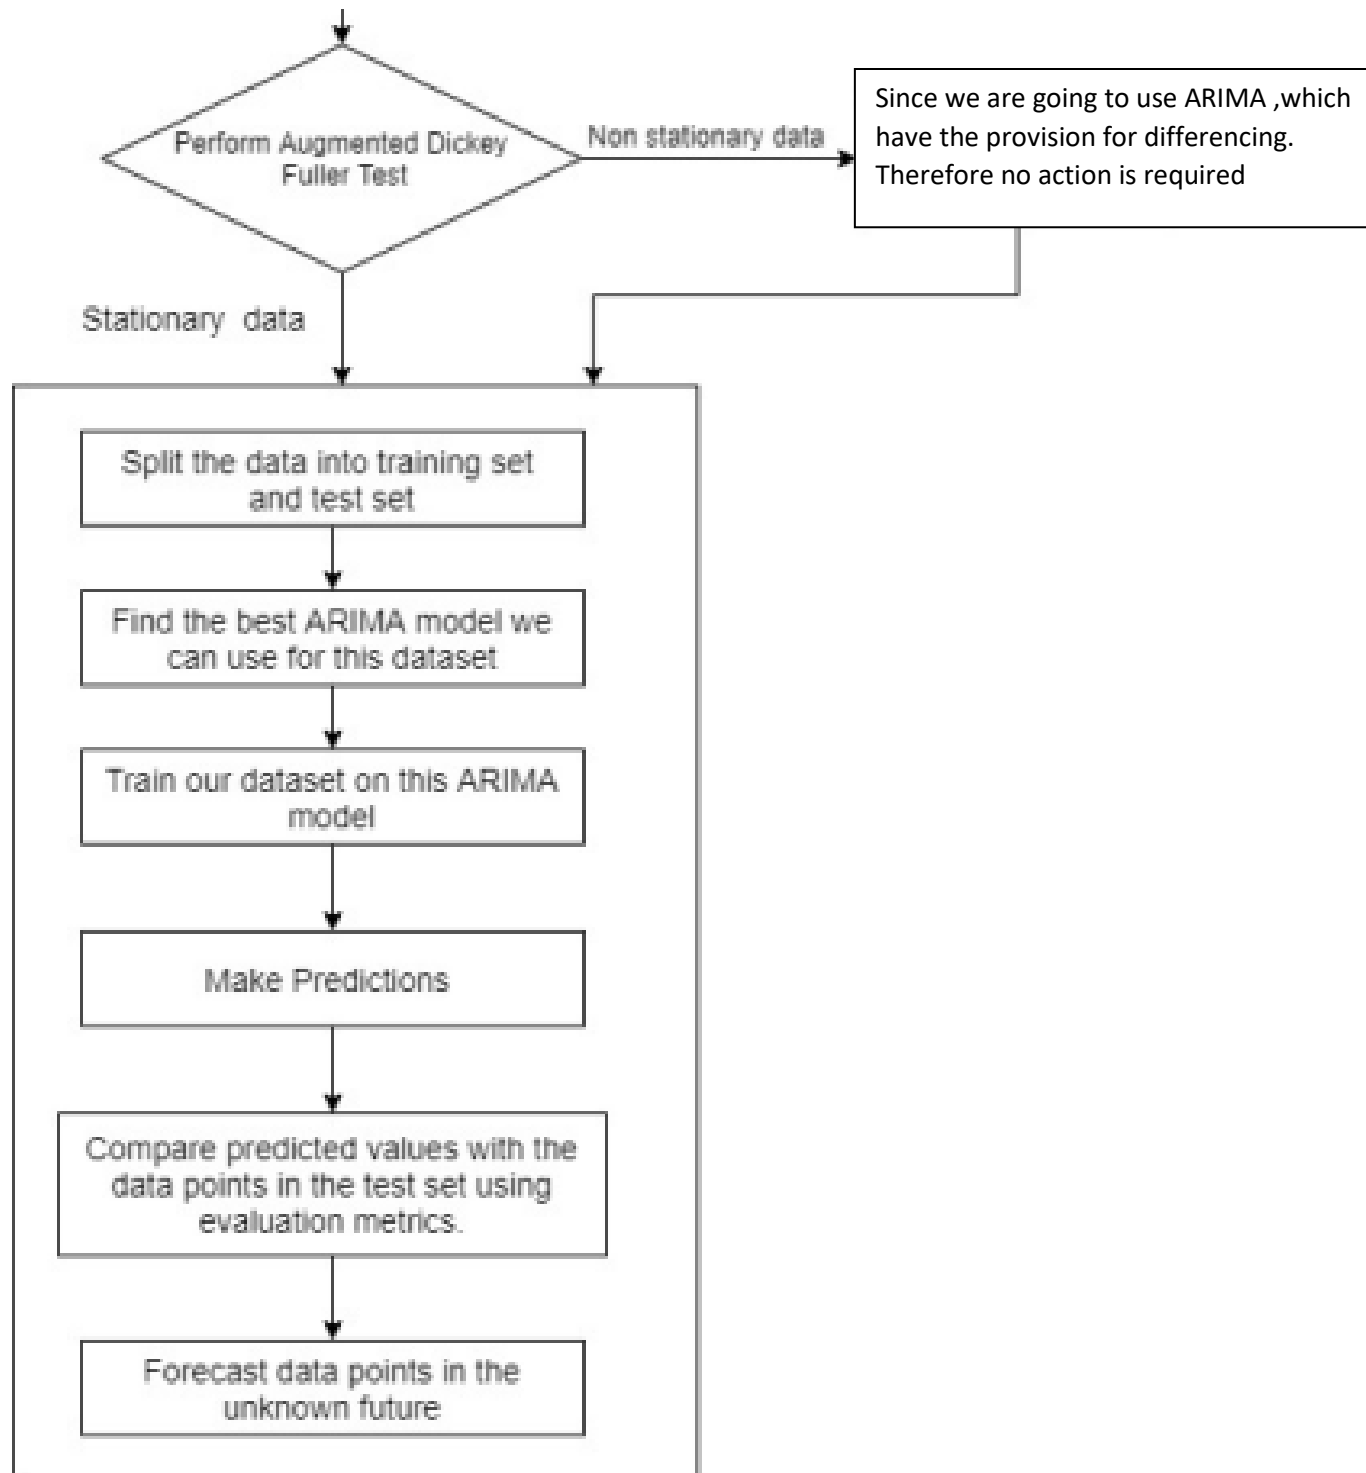 Perform Augmented Dickey
Fuller Test
Non stationary data
Since we are going to use ARIMA ,which
have the provision for differencing.
Therefore no action is required
Stationary data
Split the data into training set
and test set
Find the best ARIMA model we
can use for this dataset
Train our dataset on this ARIMA
model
Make Predictions
Compare predicted values with the
data points in the test set using
evaluation metrics.
Forecast data points in the
unknown future